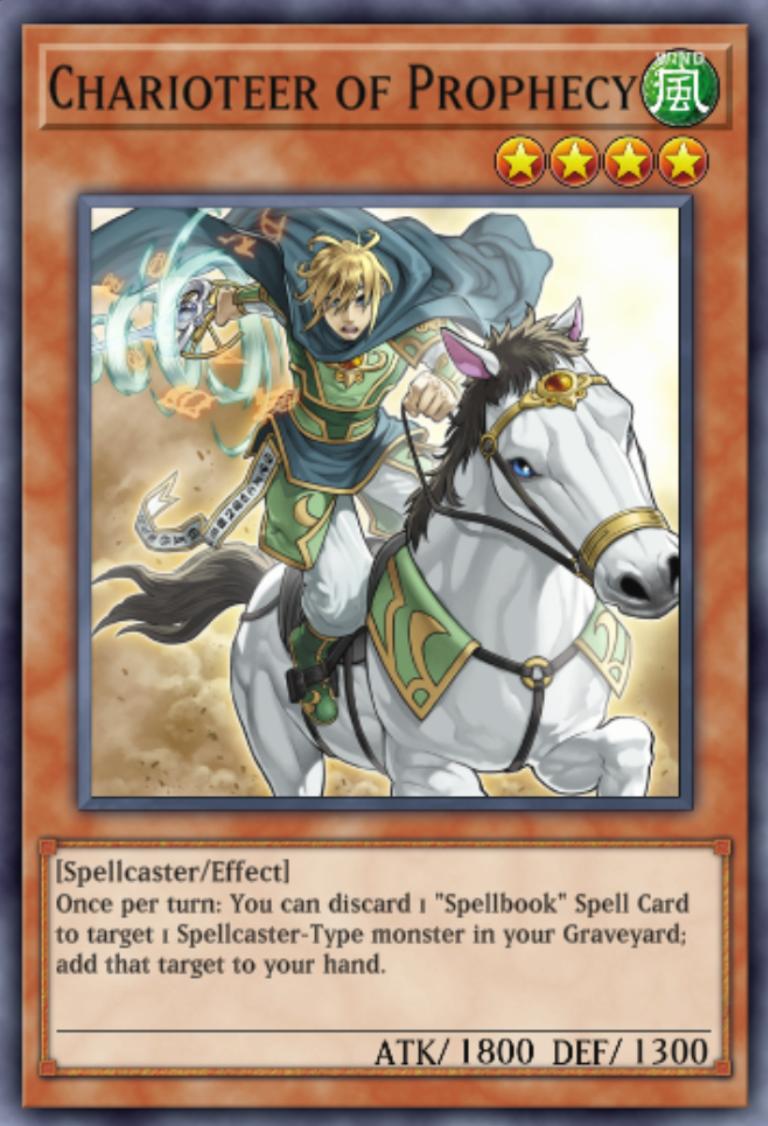 CHARIOTEER OF PROPHECY
WIND
風
[Spellcaster/Effect]
Once per turn: You can discard 1 "Spellbook" Spell Card
to target 1 Spellcaster-Type monster in your Graveyard;
add that target to your hand.
ATK/ 1800 DEF/ 1300